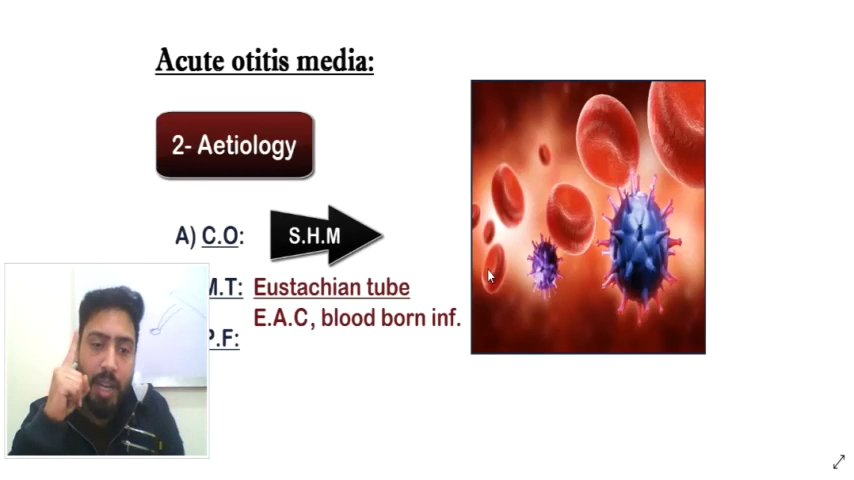 Acute otitis media:
2- Aetiology
A) C.O:
S.H.M
M.T: Eustachian tube
E.A.C, blood born inf.
P.F: